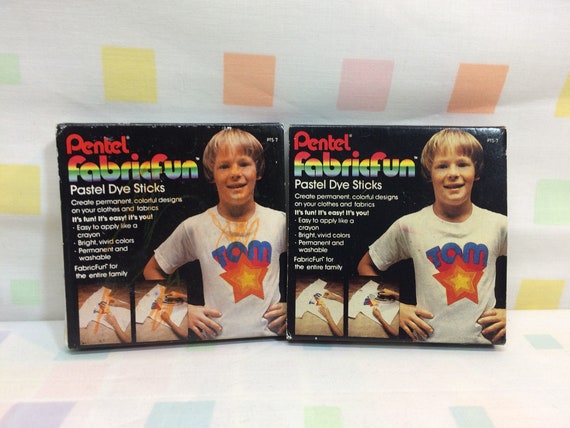 Pentel®
FabricFun™
PTS-7
Pastel Dye Sticks
Create permanent, colorful designs
on your clothes and fabrics
It's fun! It's easy! It's you!
· Easy to apply like a
crayon
· Bright, vivid colors
· Permanent and
washable
FabricFun® for
the entire family
TOM
Pentel®
FabricFun™
PTS-7
Pastel Dye Sticks
Create permanent, colorful designs
on your clothes and fabrics
It's fun! It's easy! It's you!
· Easy to apply like a
crayon
· Bright, vivid colors
· Permanent and
washable
FabricFun® for
the entire family
TOM